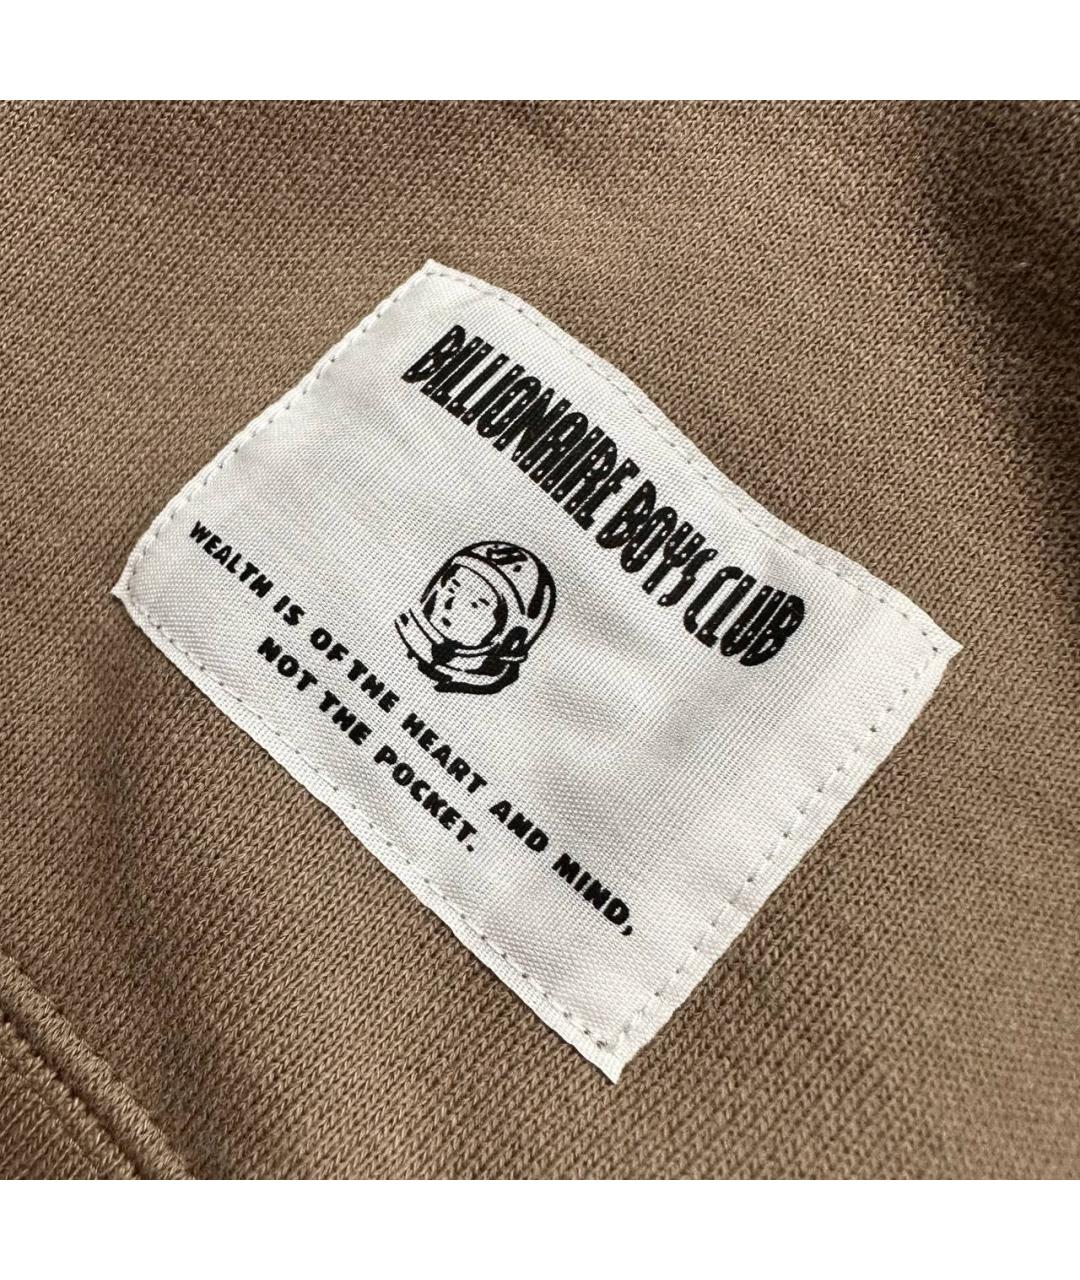 BILLIONAIRE BOYS CLUB
WEALTH IS OF THE HEART AND MIND,
NOT THE POCKET.